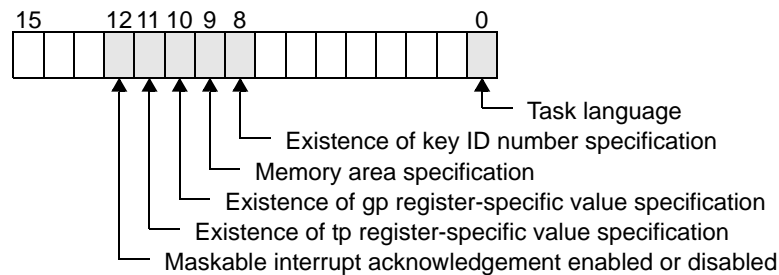 15 12 11 10 9 8 0
Task language
Existence of key ID number specification
Memory area specification
Existence of gp register-specific value specification
Existence of tp register-specific value specification
Maskable interrupt acknowledgement enabled or disabled